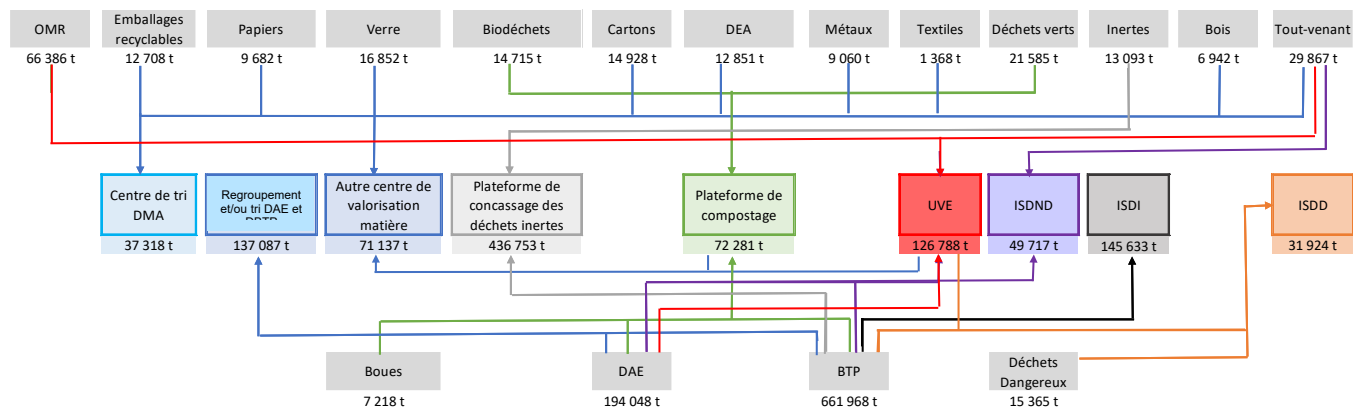 OMR
66 386 t
Emballages
recyclables
12 708 t
Papiers
9 682 t
Verre
16 852 t
Biodéchets
14 715 t
Cartons
14 928 t
DEA
12 851 t
Métaux
9 060 t
Textiles
1 368 t
Déchets verts
21 585 t
Inertes
13 093 t
Bois
6 942 t
Tout-venant
29 867 t
Centre de tri
DMA
37 318 t
Regroupement
et/ou tri DAE et
137 087 t
Autre centre de
valorisation
matière
71 137 t
Plateforme de
concassage des
déchets inertes
436 753 t
Plateforme de
compostage
72 281 t
UVE
126 788 t
ISDND
49 717 t
ISDI
145 633 t
ISDD
31 924 t
Boues
7 218 t
DAE
194 048 t
BTP
661 968 t
Déchets
Dangereux
15 365 t